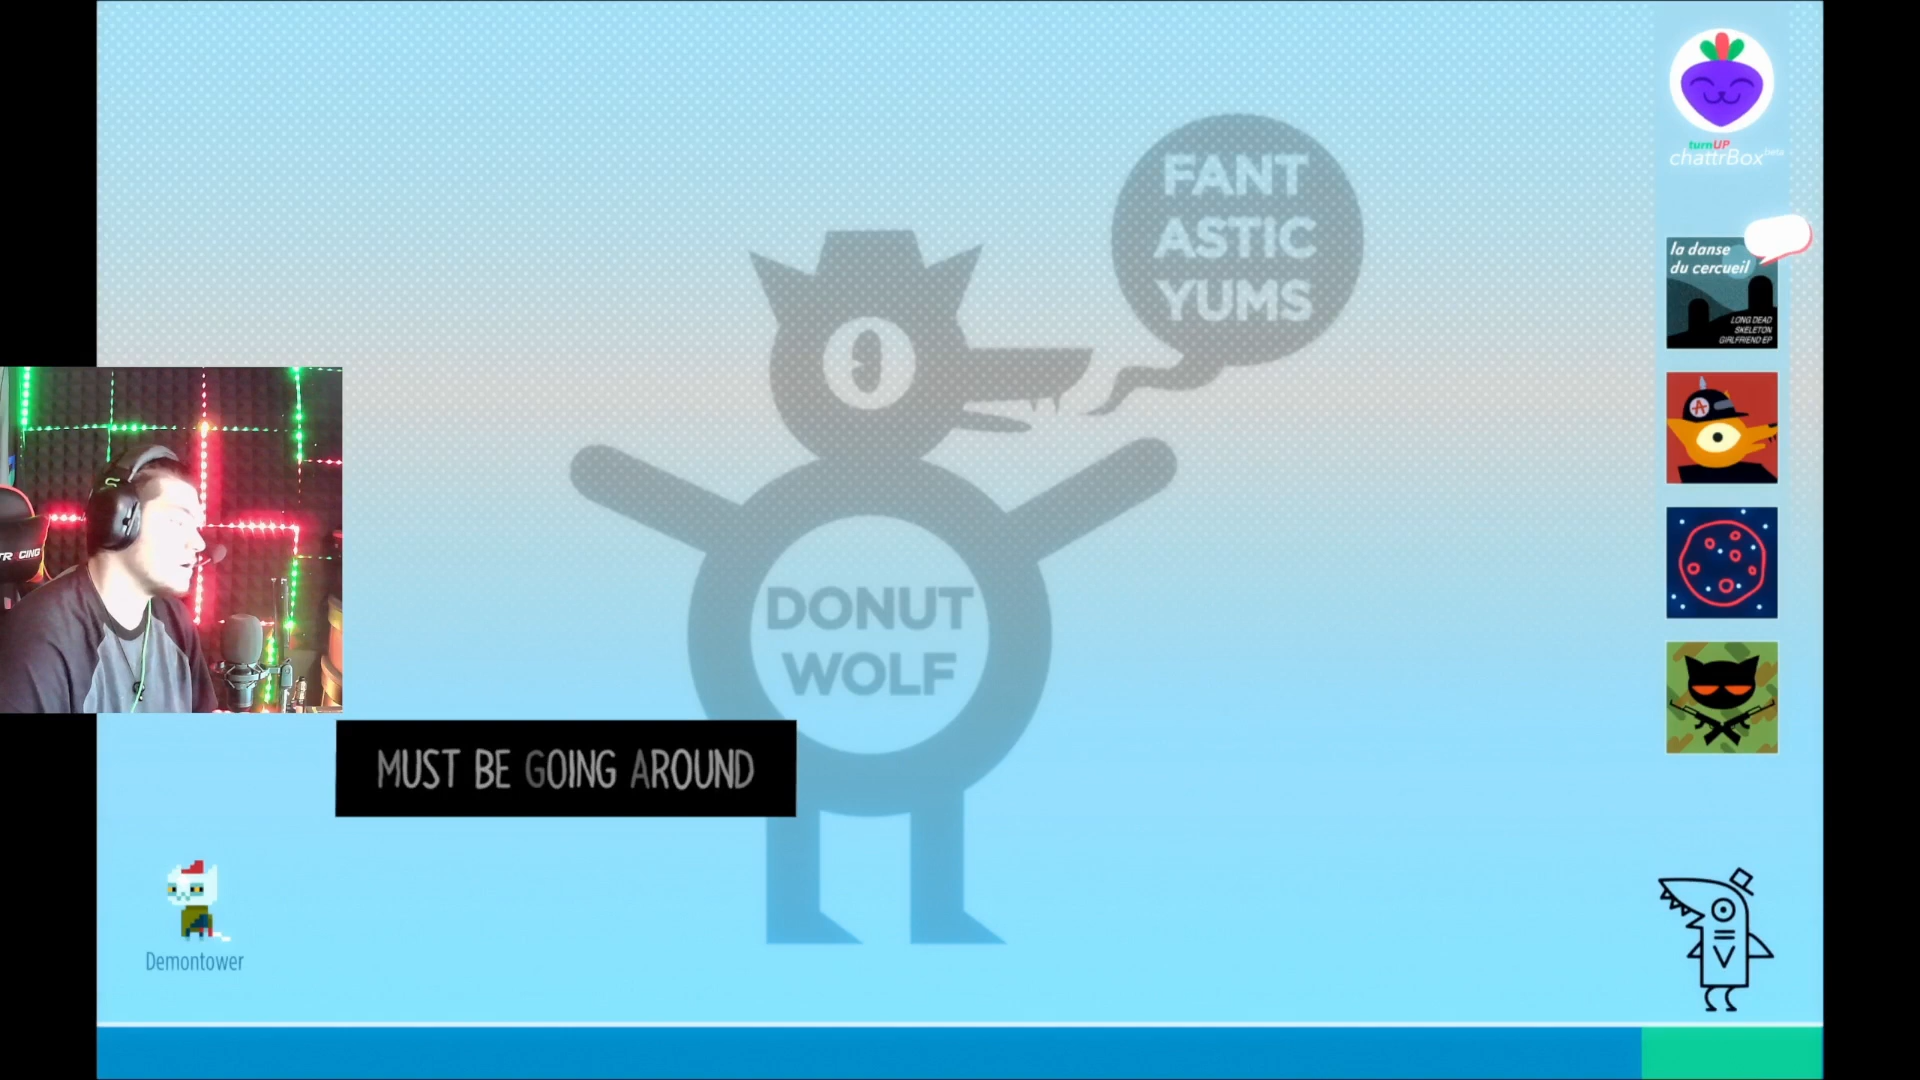 FANT
ASTIC
YUMS
turnUP
chattrBox beta
la danse
du cercueil
LONG DEAD
SKELETON
GIRLFRIEND EP
A
DONUT
WOLF
MUST BE GOING AROUND
Demontower